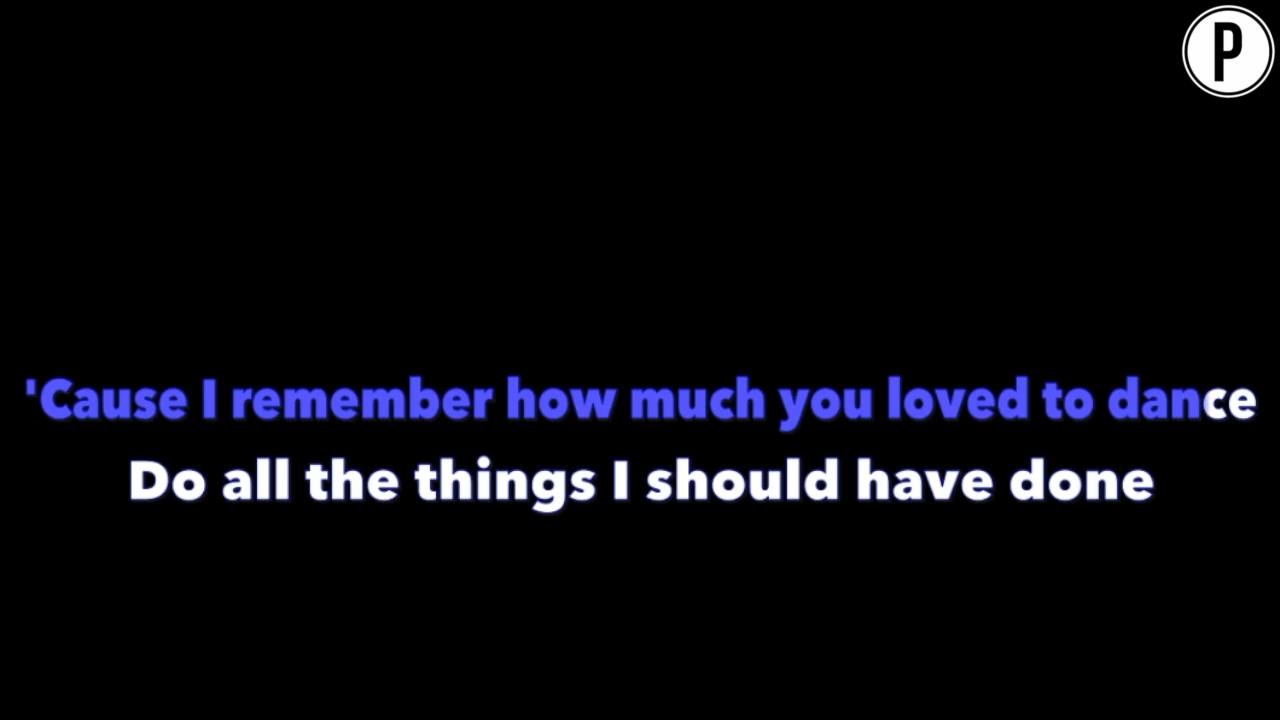 P
'Cause I remember how much you loved to dance
Do all the things I should have done